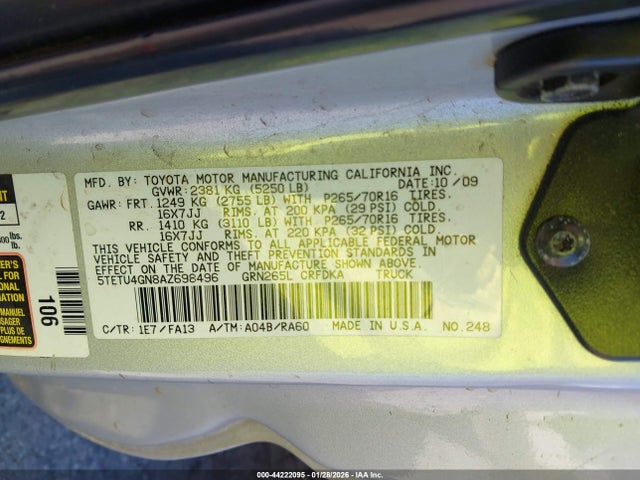 MFD. BY: TOYOTA MOTOR MANUFACTURING CALIFORNIA INC.
GVWR: 2381 KG (5250 LB) DATE: 10 /09
GAWR: FRT. 1249 KG (2755 LB) WITH P265/70R16 TIRES.
16X7JJ RIMS. AT 200 KPA (29 PSI) COLD.
RR. 1410 KG (3110 LB) WITH P265/70R16 TIRES.
16X7JJ RIMS. AT 220 KPA (32 PSI) COLD.
THIS VEHICLE CONFORMS TO ALL APPLICABLE FEDERAL MOTOR
VEHICLE SAFETY AND THEFT PREVENTION STANDARDS IN
EFFECT ON THE DATE OF MANUFACTURE SHOWN ABOVE.
5TETU4GN8AZ698496 GRN265L CRFDKA TRUCK
C/TR: 1E7/FA13 A/TM: A04B/RA60 MADE IN U.S.A. NO. 248
106
000-44222095 - 01/28/2026 - COPYRIGHT IAA